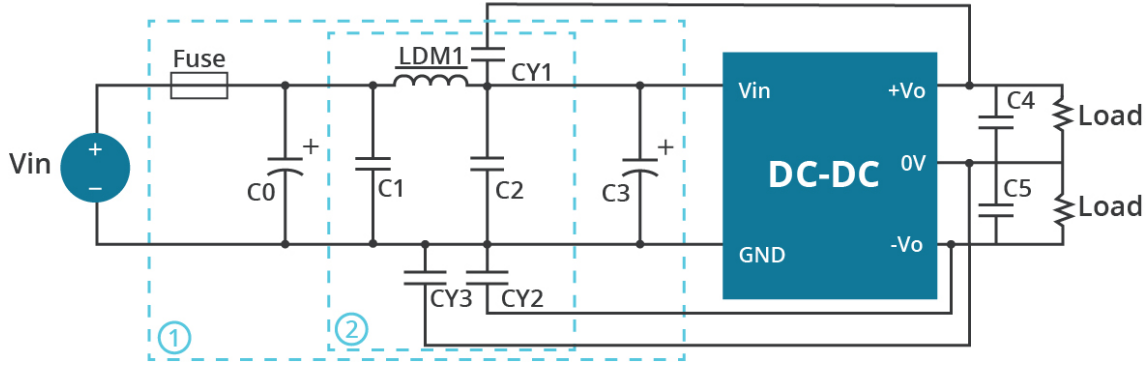 Fuse
LDM1
CY1
Vin
+
−
C0
+
C1
C2
C3
+
Vin
GND
DC-DC
+Vo
0V
-Vo
C4
C5
Load
Load
CY3
CY2
1
2